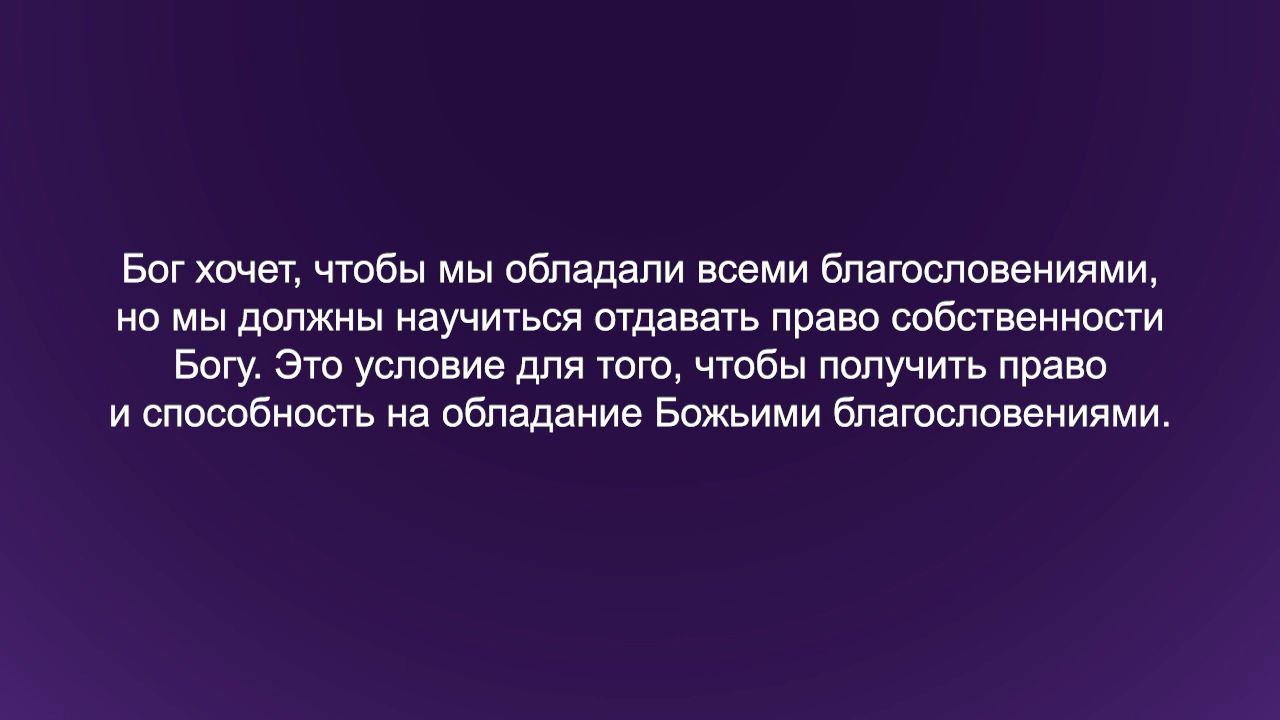 Бог хочет, чтобы мы обладали всеми благословениями,
но мы должны научиться отдавать право собственности
Богу. Это условие для того, чтобы получить право
и способность на обладание Божьими благословениями.